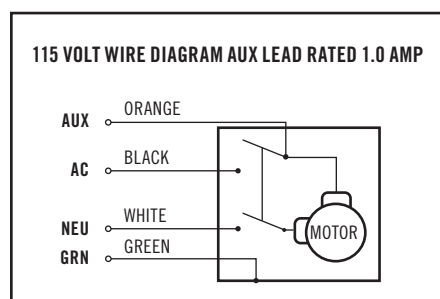 115 VOLT WIRE DIAGRAM AUX LEAD RATED 1.0 AMP
AUX ORANGE
AC BLACK
NEU WHITE
GRN GREEN
MOTOR